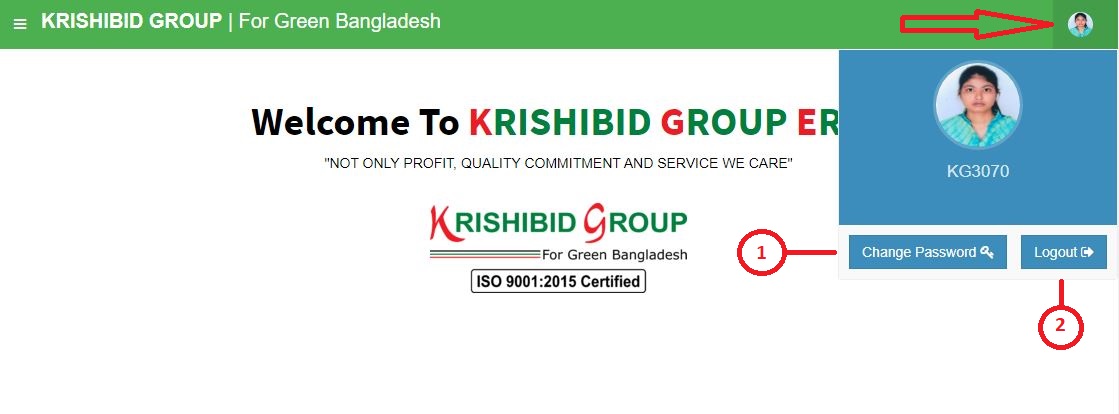 KRISHIBID GROUP | For Green Bangladesh
Welcome To KRISHIBID GROUP ER
"NOT ONLY PROFIT, QUALITY COMMITMENT AND SERVICE WE CARE"
KRISHIBID GROUP
For Green Bangladesh
ISO 9001:2015 Certified
KG3070
1
Change Password
Logout
2